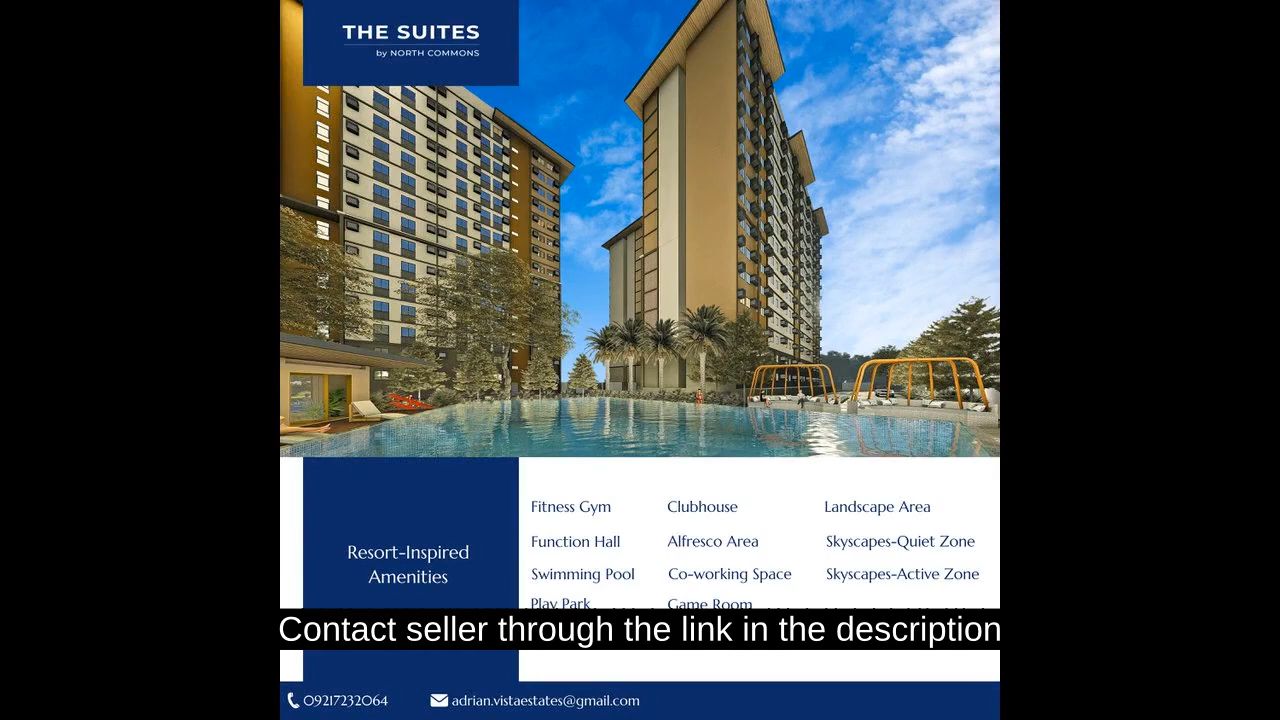 THE SUITES
by NORTH COMMONS
Resort-Inspired
Amenities
Fitness Gym
Clubhouse
Landscape Area
Function Hall
Alfresco Area
Skyscapes-Quiet Zone
Swimming Pool
Co-working Space
Skyscapes-Active Zone
Play Park
Game Room
Contact seller through the link in the description
09217232064
adrian.vistaestates@gmail.com